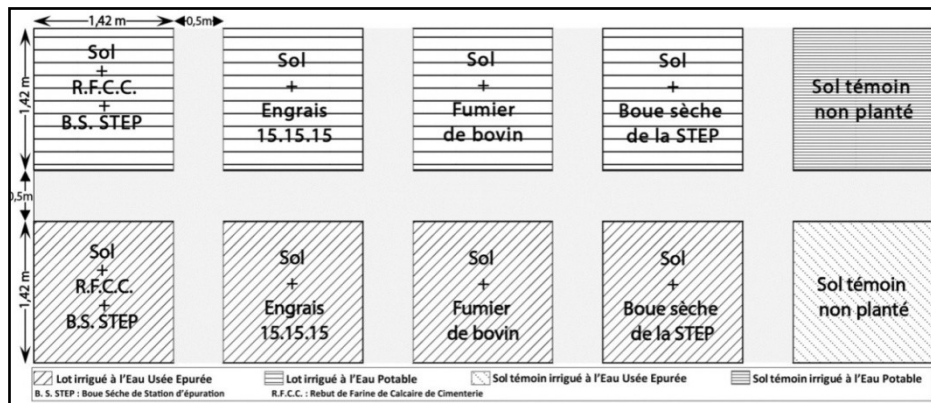 1,42 m
0,5m
1,42 m
Sol
+
R.F.C.C.
+
B.S. STEP
Sol
+
Engrais
15.15.15
Sol
+
Fumier
de bovin
Sol
+
Boue sèche
de la STEP
Sol témoin
non planté
0,5m
1,42 m
Sol
+
R.F.C.C.
+
B.S. STEP
Sol
+
Engrais
15.15.15
Sol
+
Fumier
de bovin
Sol
+
Boue sèche
de la STEP
Sol témoin
non planté
Lot irrigué à l'Eau Usée Epurée
Lot irrigué à l'Eau Potable
Sol témoin irrigué à l'Eau Usée Epurée
Sol témoin irrigué à l'Eau Potable
B. S. STEP : Boue Sèche de Station d'épuration
R.F.C.C. : Rebut de Farine de Calcaire de Cimenterie